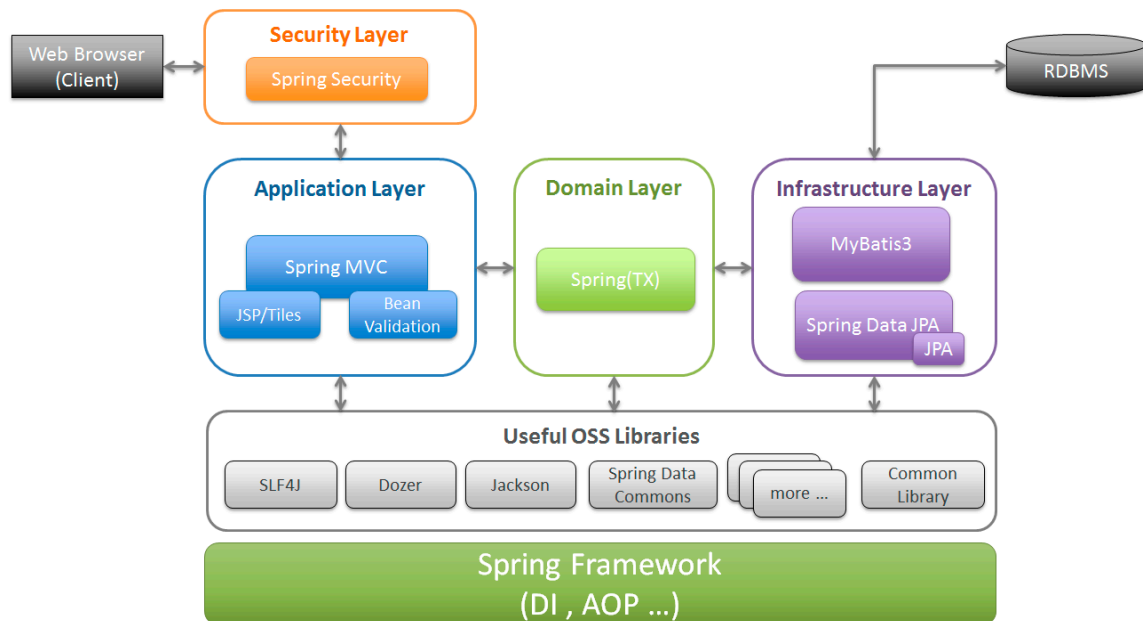 Security Layer
Web Browser
(Client)
Spring Security
RDBMS
Application Layer
Domain Layer
Infrastructure Layer
Spring MVC
JSP/Tiles
Bean
Validation
Spring(TX)
MyBatis3
Spring Data JPA
JPA
Useful OSS Libraries
SLF4J
Dozer
Jackson
Spring Data
Commons
more ...
Common
Library
Spring Framework
(DI , AOP ...)